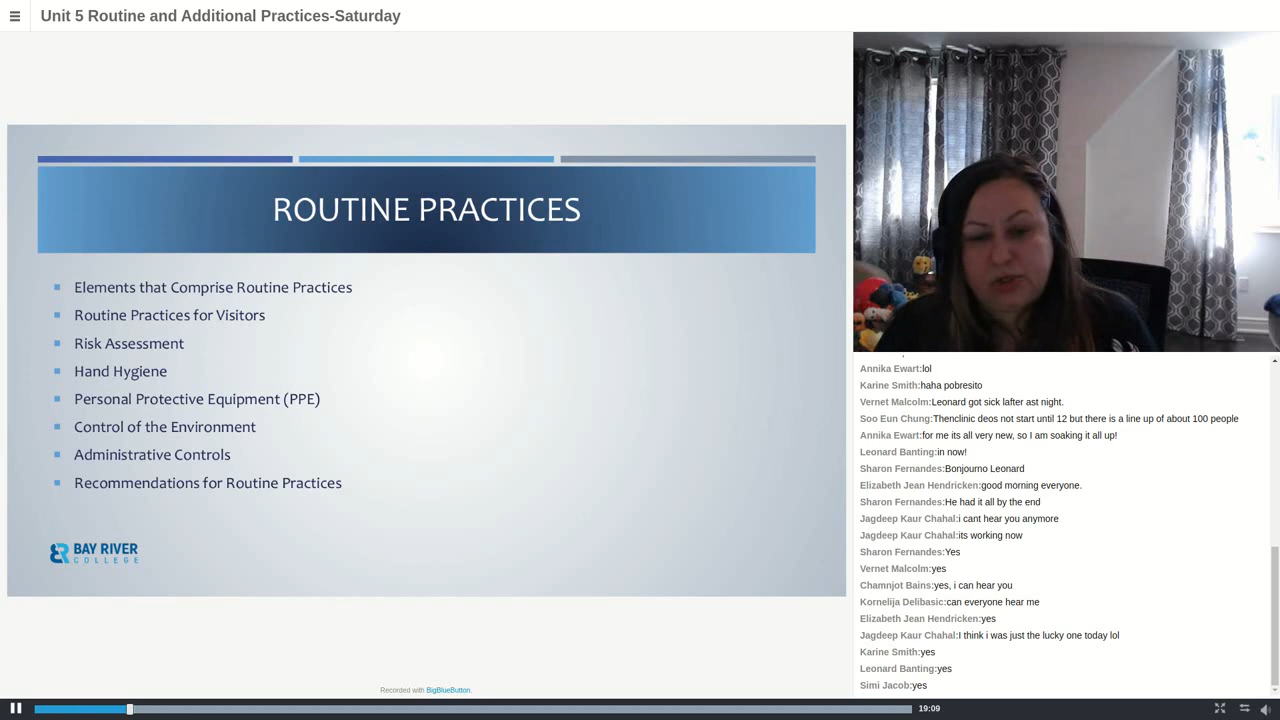 Unit 5 Routine and Additional Practices-Saturday
ROUTINE PRACTICES
Elements that Comprise Routine Practices
Routine Practices for Visitors
Risk Assessment
Hand Hygiene
Personal Protective Equipment (PPE)
Control of the Environment
Administrative Controls
Recommendations for Routine Practices
BAY RIVER
COLLEGE
Annika Ewart:lol
Karine Smith:haha pobresito
Vernet Malcolm:Leonard got sick lafter ast night.
Soo Eun Chung:Thenclinic deos not start until 12 but there is a line up of about 100 people
Annika Ewart:for me its all very new, so I am soaking it all up!
Leonard Banting:in now!
Sharon Fernandes:Bonjourno Leonard
Elizabeth Jean Hendricken:good morning everyone.
Sharon Fernandes:He had it all by the end
Jagdeep Kaur Chahal:i cant hear you anymore
Jagdeep Kaur Chahal:its working now
Sharon Fernandes:Yes
Vernet Malcolm:yes
Chamnjot Bains:yes, i can hear you
Kornelija Delibasic:can everyone hear me
Elizabeth Jean Hendricken:yes
Jagdeep Kaur Chahal:I think i was just the lucky one today lol
Karine Smith:yes
Leonard Banting:yes
Simi Jacob:yes
Recorded with BigBlueButton.
19:09